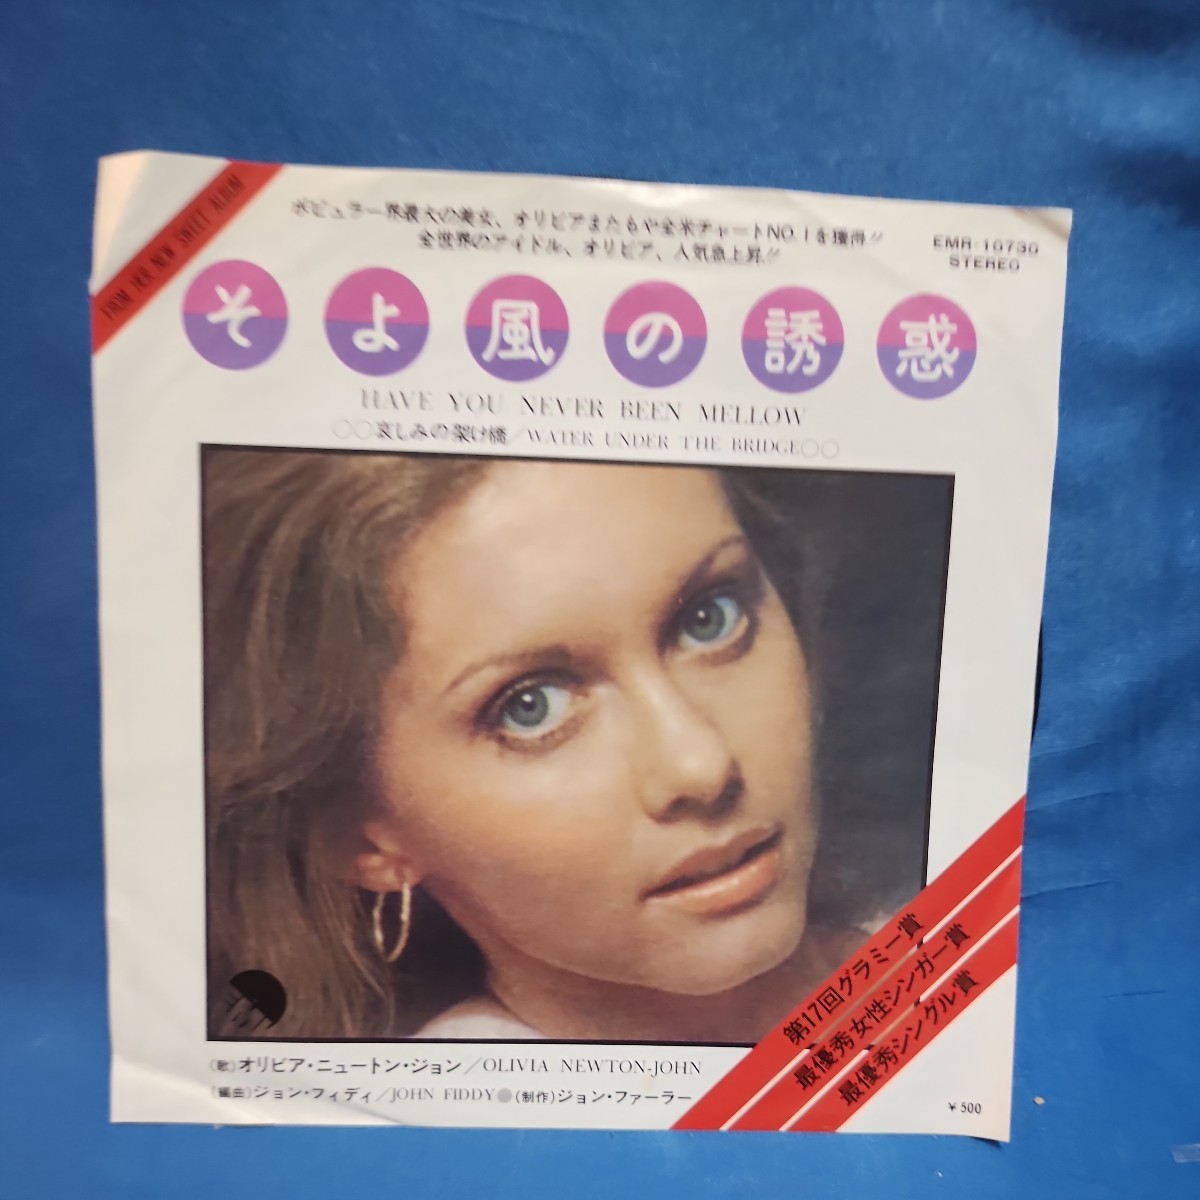 FROM HER NEW SWEET ALBUM
ポピュラー界最大の美女、オリビアまたもや全米チャートNO.1を獲得!!
全世界のアイドル、オリビア、人気急上昇!!
EMR-10730
STEREO
そよ風の誘惑
HAVE YOU NEVER BEEN MELLOW
○○哀しみの架け橋／WATER UNDER THE BRIDGE○○
第17回グラミー賞
最優秀女性シンガー賞
最優秀シングル賞
(歌)オリビア・ニュートン・ジョン／OLIVIA NEWTON-JOHN
(編曲)ジョン・フィディ／JOHN FIDDY●(制作)ジョン・ファーラー
¥500